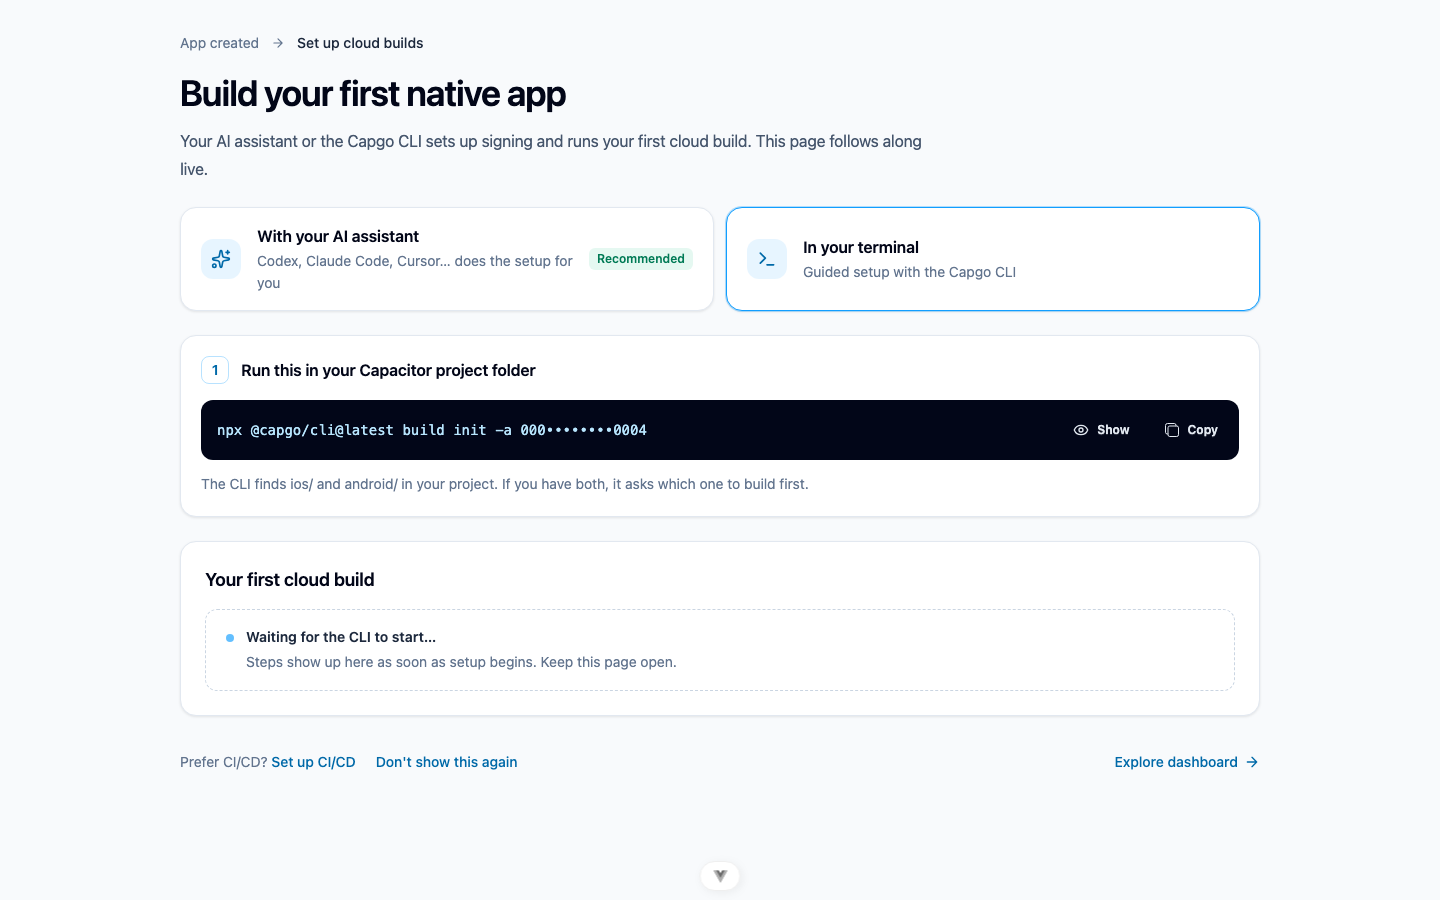 App created → Set up cloud builds
Build your first native app
Your AI assistant or the Capgo CLI sets up signing and runs your first cloud build. This page follows along
live.
With your AI assistant
Codex, Claude Code, Cursor... does the setup for
you
Recommended
In your terminal
Guided setup with the Capgo CLI
1 Run this in your Capacitor project folder
npx @capgo/cli@latest build init -a 000••••••••0004
Show
Copy
The CLI finds ios/ and android/ in your project. If you have both, it asks which one to build first.
Your first cloud build
Waiting for the CLI to start...
Steps show up here as soon as setup begins. Keep this page open.
Prefer CI/CD? Set up CI/CD
Don't show this again
Explore dashboard →